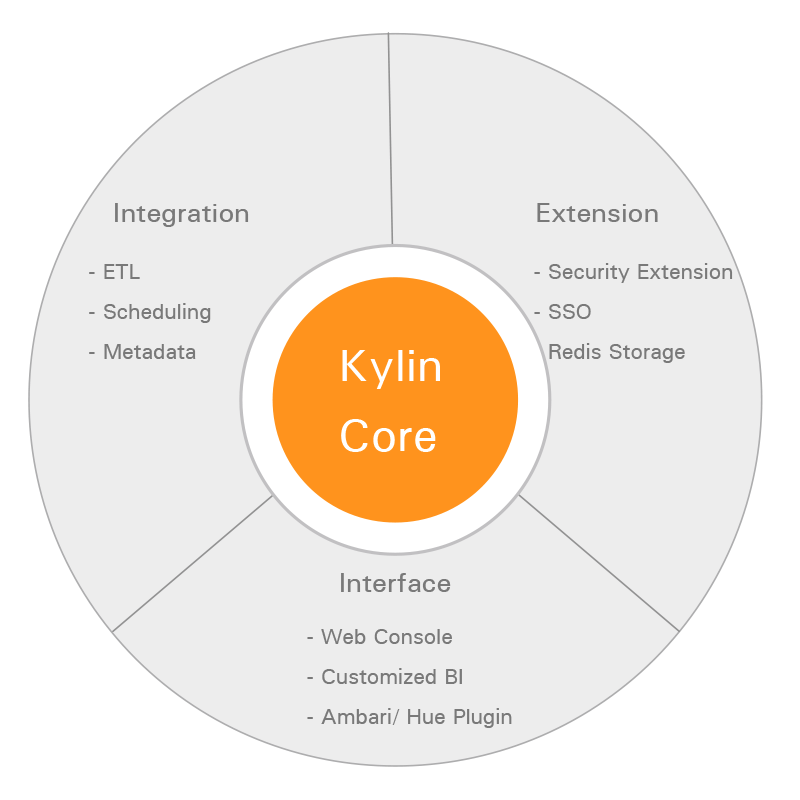 Integration
- ETL
- Scheduling
- Metadata
Extension
- Security Extension
- SSO
Redis Storage
Kylin
Core
Interface
- Web Console
- Customized BI
- Ambari/ Hue Plugin